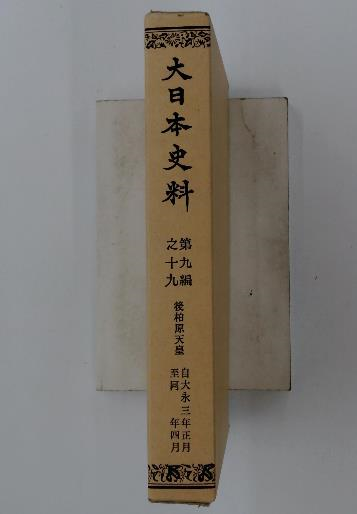 大日本史料
第九編
之十九
後柏原天皇
自大永三年正月
至同 年四月